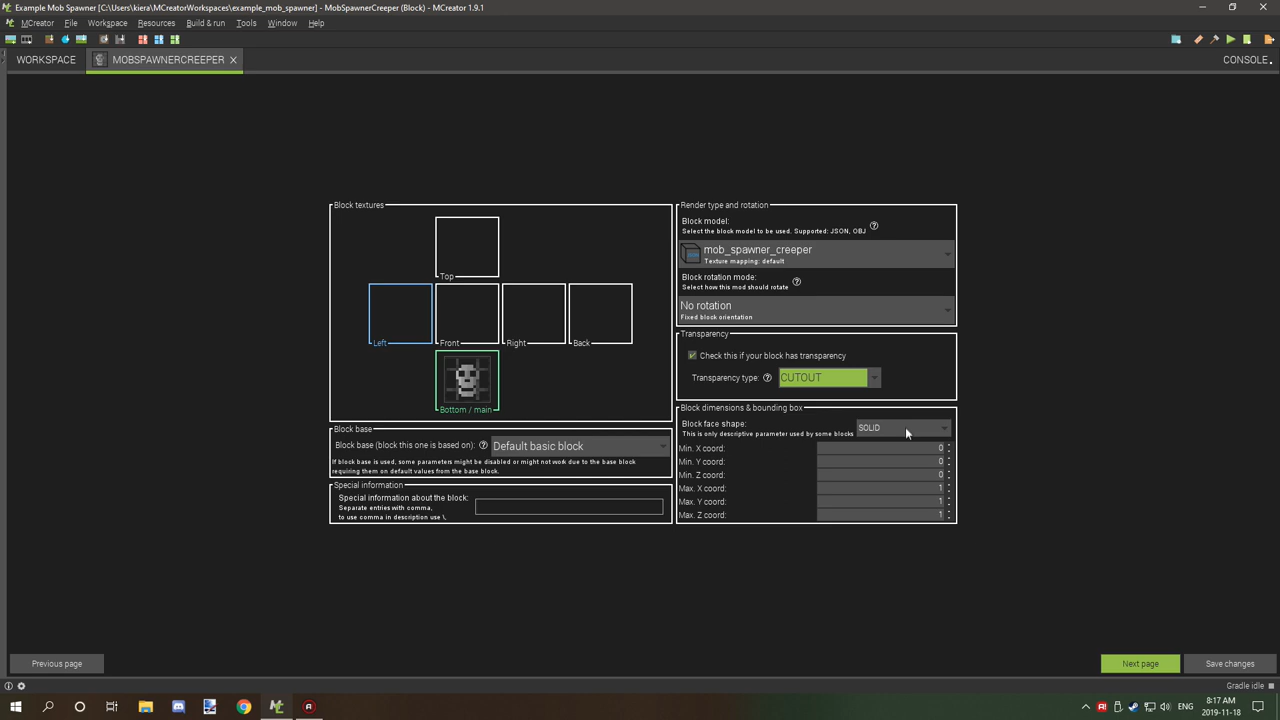 Example Mob Spawner [C:\Users\kiera\MCreatorWorkspaces\example_mob_spawner] - MobSpawnerCreeper (Block) - MCreator 1.9.1
MCreator File Workspace Resources Build & run Tools Window Help
WORKSPACE MOBSPAWNERCREEPER CONSOLE
Block textures
Top
Left Front Right Back
Bottom / main
Block base
Block base (block this one is based on): ? Default basic block
If block base is used, some parameters might be disabled or might not work due to the base block
requiring them on default values from the base block.
Special information
Special information about the block:
Separate entries with comma,
to use comma in description use \,
Render type and rotation
Block model:
Select the block model to be used. Supported: JSON, OBJ ?
mob_spawner_creeper
Texture mapping: default
Block rotation mode:
Select how this mod should rotate ?
No rotation
Fixed block orientation
Transparency
Check this if your block has transparency
Transparency type: ? CUTOUT
Block dimensions & bounding box
Block face shape: SOLID
This is only descriptive parameter used by some blocks
Min. X coord: 0
Min. Y coord: 0
Min. Z coord: 0
Max. X coord: 1
Max. Y coord: 1
Max. Z coord: 1
Previous page Next page Save changes
Gradle idle
ENG 8:17 AM
2019-11-18